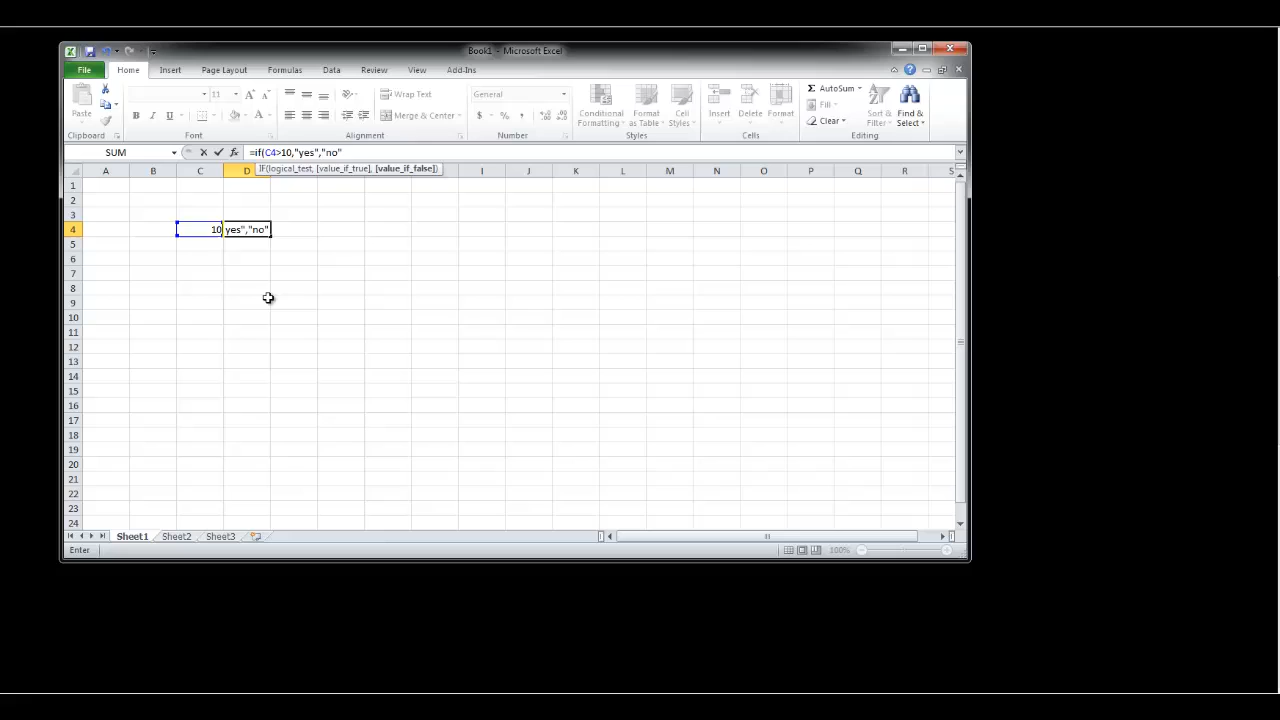 Book1 - Microsoft Excel
File Home Insert Page Layout Formulas Data Review View Add-Ins
Paste
11
Wrap Text
General
Conditional Formatting
Format as Table
Cell Styles
Insert Delete Format
Σ AutoSum
Fill
Clear
Sort & Filter
Find & Select
B I U A
Merge & Center
$ % ,
Clipboard Font Alignment Number Styles Cells Editing
SUM fx =if(C4>10,"yes","no"
IF(logical_test, [value_if_true], [value_if_false])
A B C D I J K L M N O P Q R S
1
2
3
4 10 yes","no"
5
6
7
8
9
10
11
12
13
14
15
16
17
18
19
20
21
22
23
24
Sheet1 Sheet2 Sheet3
Enter 100%